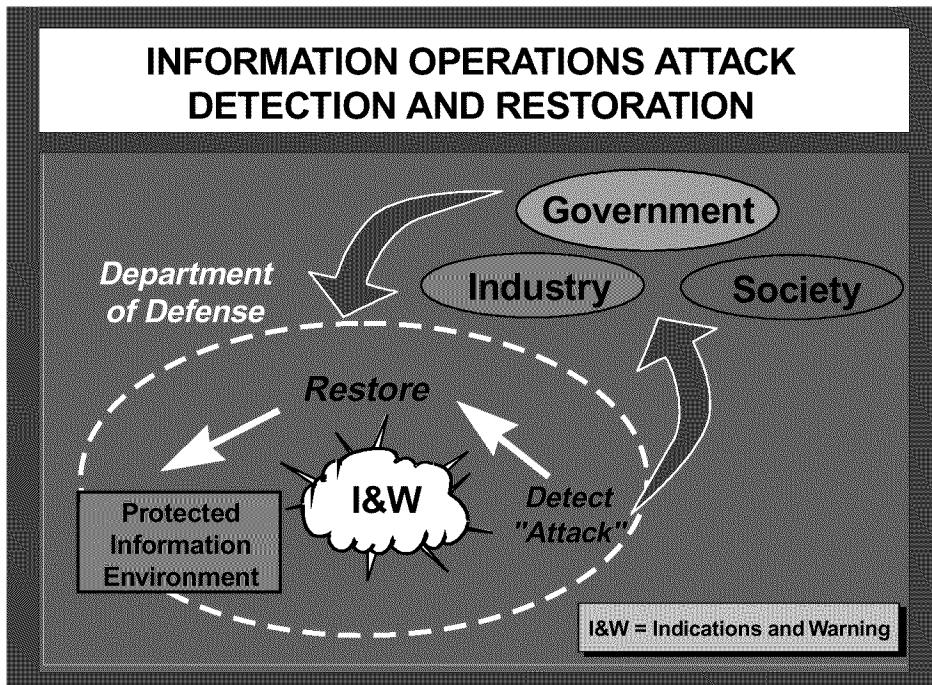 INFORMATION OPERATIONS ATTACK
DETECTION AND RESTORATION
Government
Industry
Society
Department
of Defense
Restore
I&W
Detect
"Attack"
Protected
Information
Environment
I&W = Indications and Warning